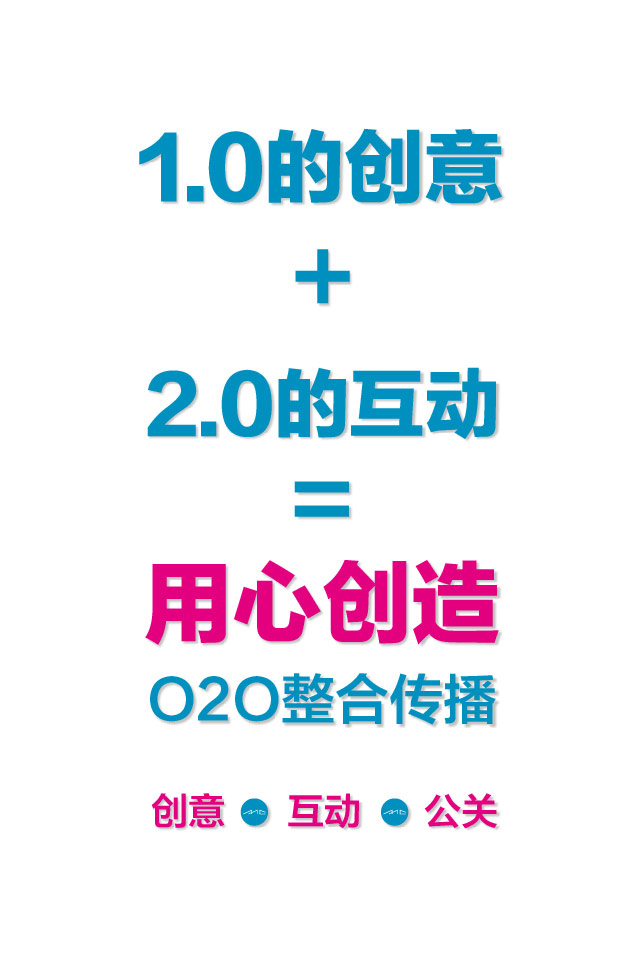 1.0的创意
+
2.0的互动
=
用心创造
O2O整合传播
创意 互动 公关